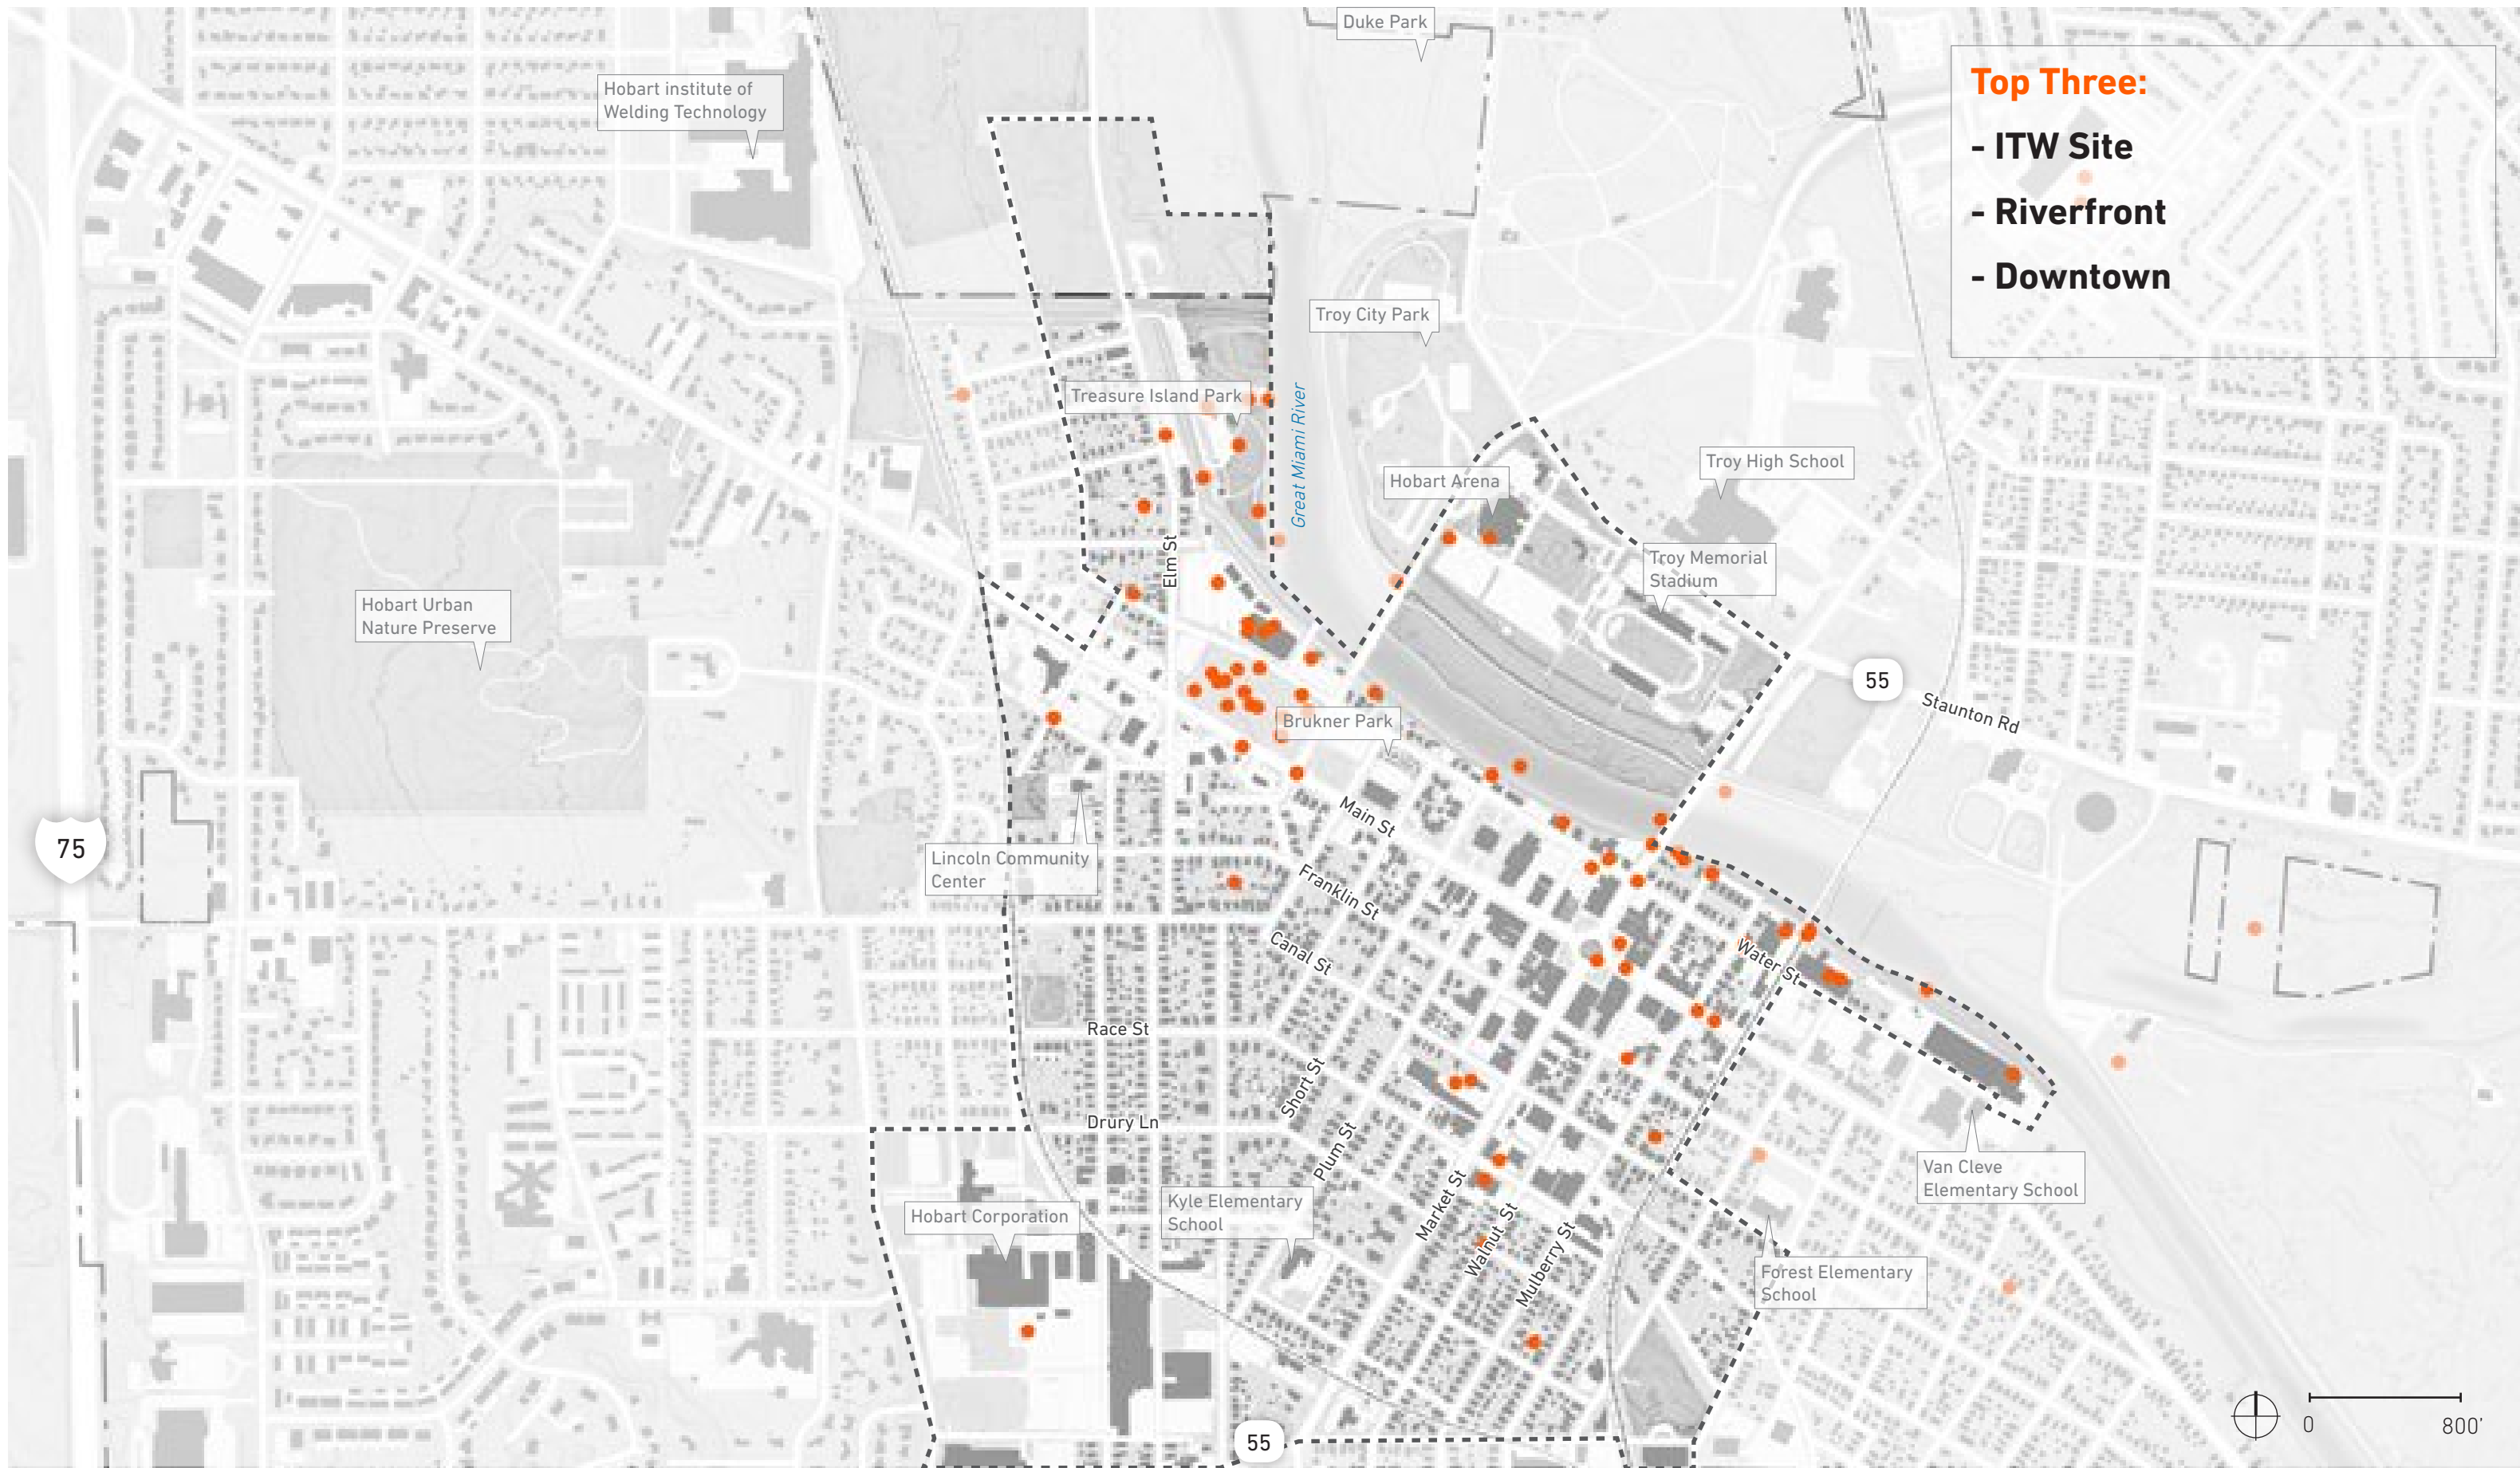 Duke Park
Hobart institute of
Welding Technology
Top Three:
- ITW Site
- Riverfront
- Downtown
Troy City Park
Treasure Island Park
Great Miami River
Hobart Arena
Troy High School
Troy Memorial
Stadium
Elm St
Hobart Urban
Nature Preserve
55
Staunton Rd
Brukner Park
75
Main St
Lincoln Community
Center
Franklin St
Canal St
Water St
Race St
Short St
Drury Ln
Plum St
Van Cleve
Elementary School
Market St
Hobart Corporation
Kyle Elementary
School
Walnut St
Mulberry St
Forest Elementary
School
55
0
800'